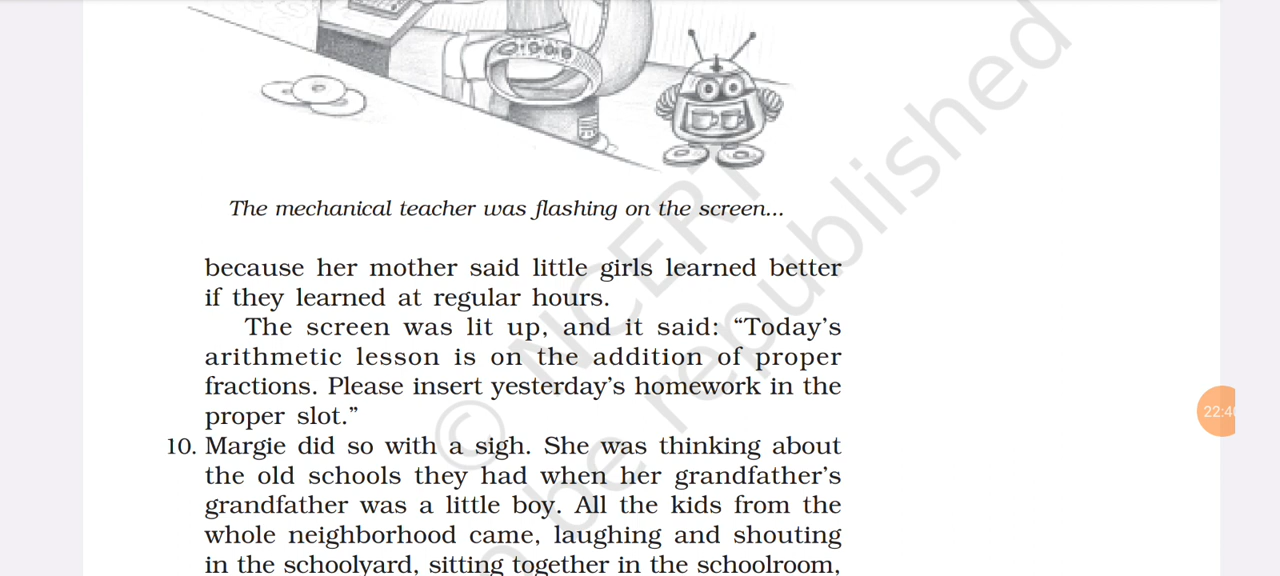 The mechanical teacher was flashing on the screen...
because her mother said little girls learned better
if they learned at regular hours.
The screen was lit up, and it said: “Today’s
arithmetic lesson is on the addition of proper
fractions. Please insert yesterday’s homework in the
proper slot.”
10. Margie did so with a sigh. She was thinking about
the old schools they had when her grandfather’s
grandfather was a little boy. All the kids from the
whole neighborhood came, laughing and shouting
in the schoolyard, sitting together in the schoolroom,
© NCERT
be republished